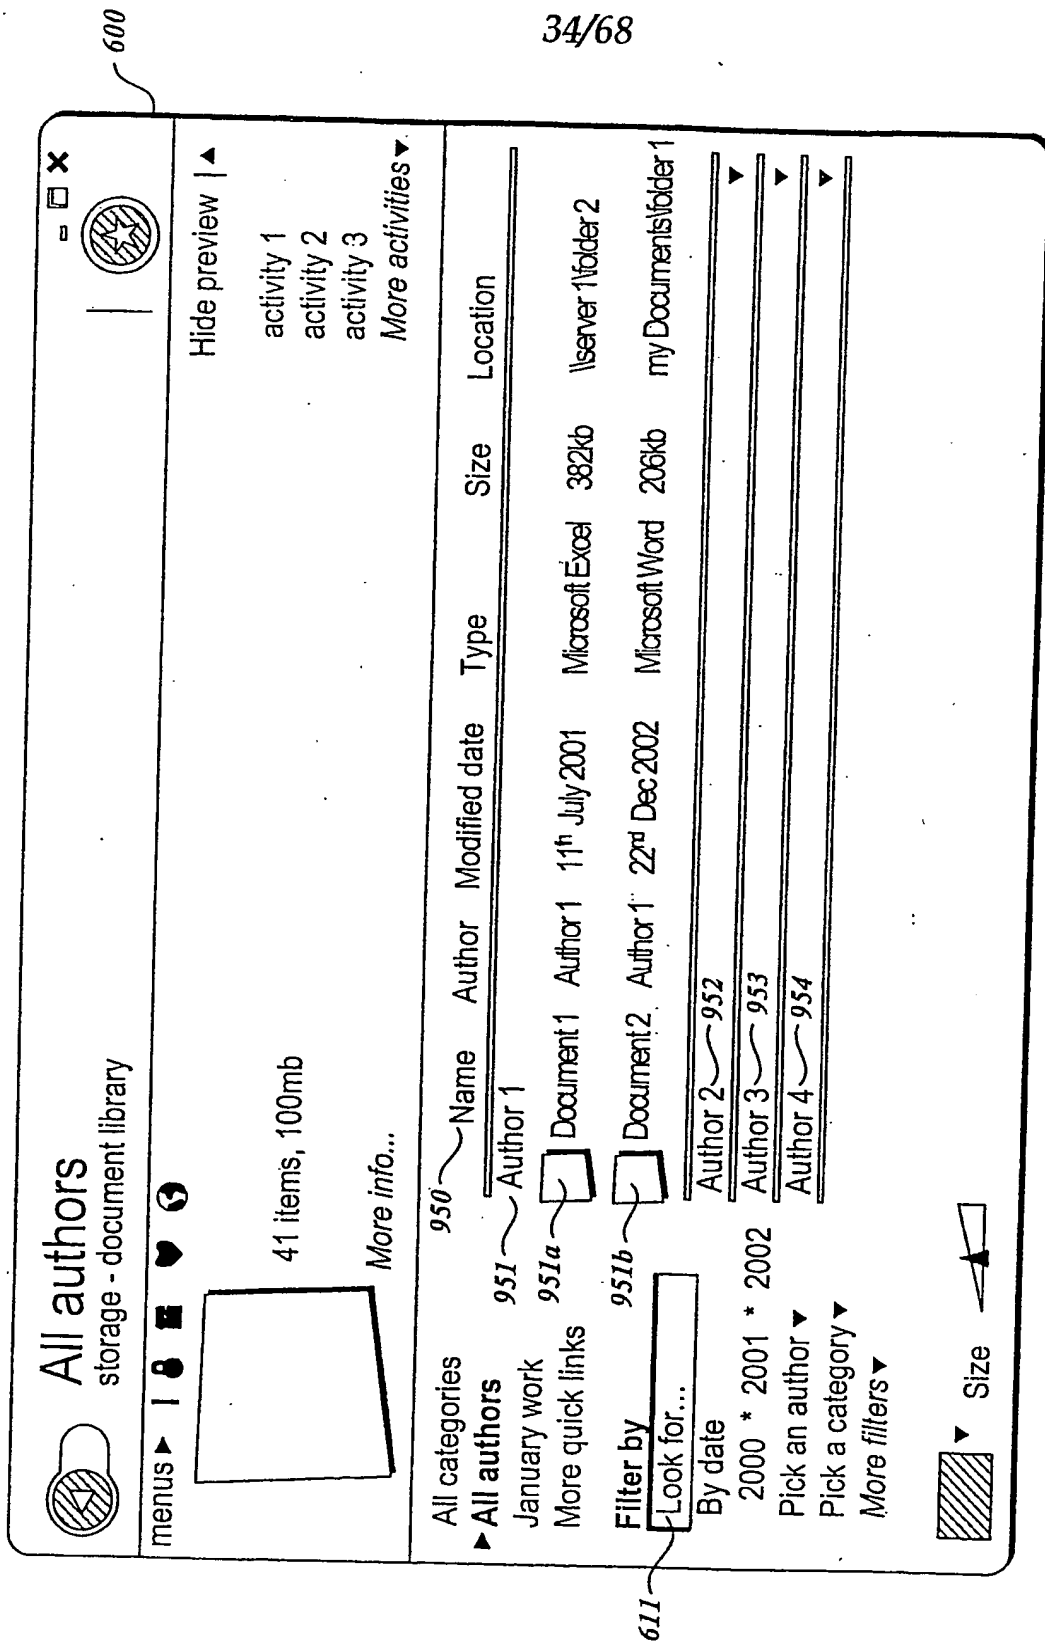 34/68
600
All authors
storage - document library
menus
Hide preview |
41 items, 100mb
More info...
activity 1
activity 2
activity 3
More activities
All categories
All authors
January work
More quick links
Filter by
611
Look for...
By date
2000 * 2001 * 2002
Pick an author
Pick a category
More filters
Size
950 Name Author Modified date Type Size Location
951 Author 1
951a Document 1 Author 1 11th July 2001 Microsoft Excel 382kb \\server 1\folder 2
951b Document 2 Author 1 22nd Dec 2002 Microsoft Word 206kb my Documents\folder 1
Author 2 952
Author 3 953
Author 4 954